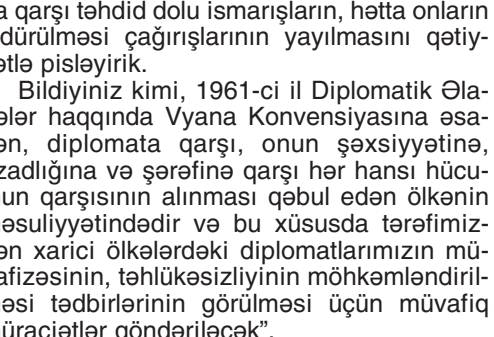 a qarşı təhdid dolu ismarışların, hətta onların
dürülməsi çağırışlarının yayılmasını qətiy-
ətlə pisləyirik.
Bildiyiniz kimi, 1961-ci il Diplomatik Əla-
ələr haqqında Vyana Konvensiyasına əsa-
ən, diplomata qarşı, onun şəxsiyyətinə,
zadlığına və şərəfinə qarşı hər hansı hücu-
un qarşısının alınması qəbul edən ölkənin
əsuliyyətindədir və bu xüsusda tərəfimiz-
ən xarici ölkələrdəki diplomatlarımızın mü-
afizəsinin, təhlükəsizliyinin möhkəmləndiril-
əsi tədbirlərinin görülməsi üçün müvafiq
üraciətlər göndəriləcək”.